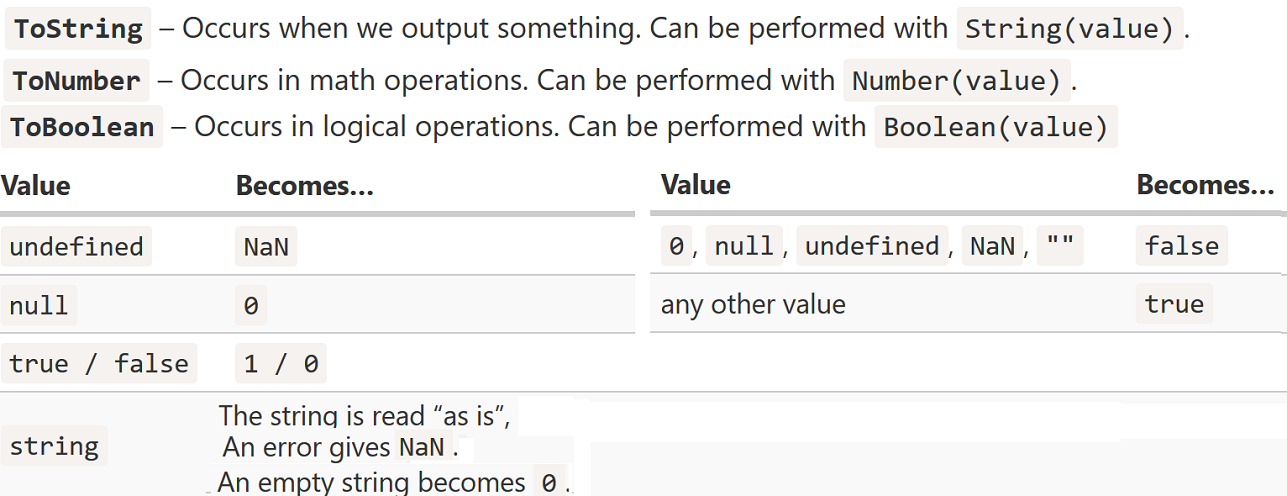 ToString – Occurs when we output something. Can be performed with String(value).
ToNumber – Occurs in math operations. Can be performed with Number(value).
ToBoolean – Occurs in logical operations. Can be performed with Boolean(value)
Value Becomes…
undefined NaN
null 0
true / false 1 / 0
string The string is read “as is”,
An error gives NaN.
An empty string becomes 0.
Value Becomes…
0, null, undefined, NaN, "" false
any other value true